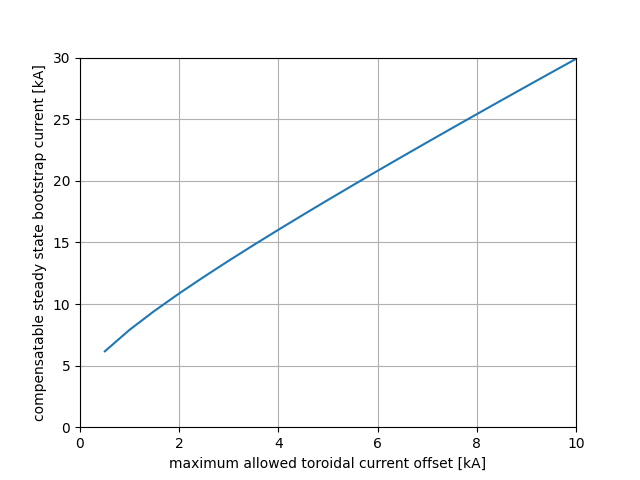 30
25
20
15
10
5
0
compensatable steady state bootstrap current [kA]
0 2 4 6 8 10
maximum allowed toroidal current offset [kA]